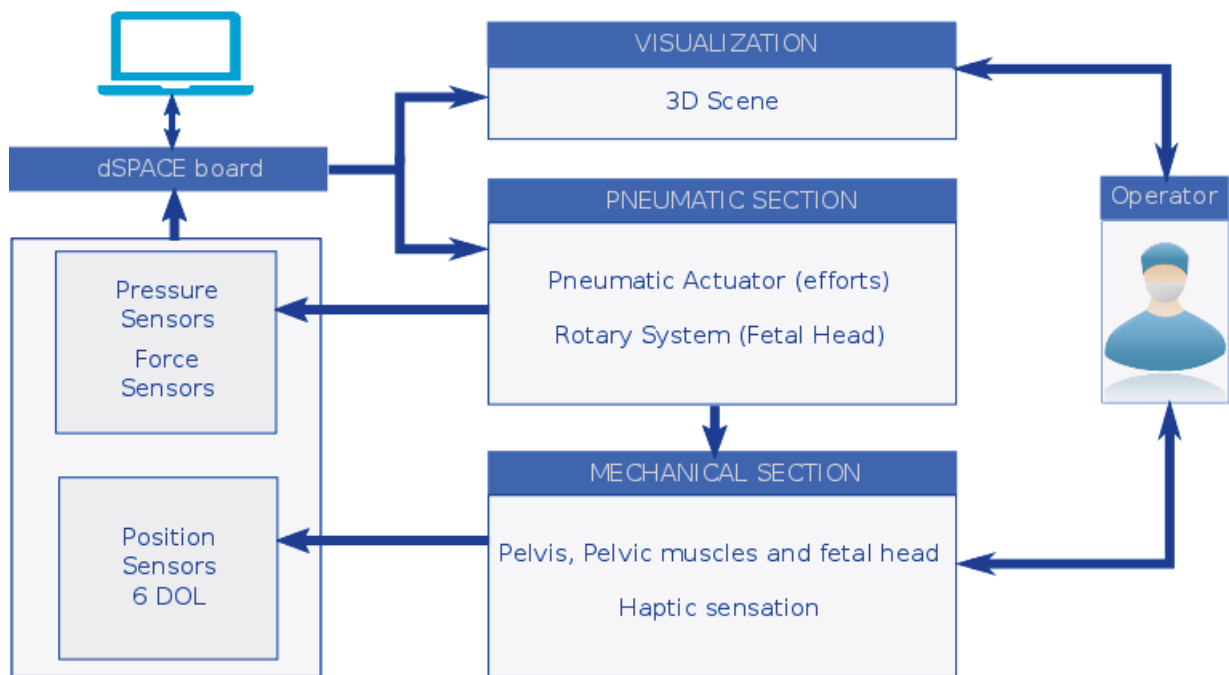 VISUALIZATION
3D Scene
dSPACE board
PNEUMATIC SECTION
Pneumatic Actuator (efforts)
Rotary System (Fetal Head)
Operator
Pressure
Sensors
Force
Sensors
MECHANICAL SECTION
Pelvis, Pelvic muscles and fetal head
Haptic sensation
Position
Sensors
6 DOL